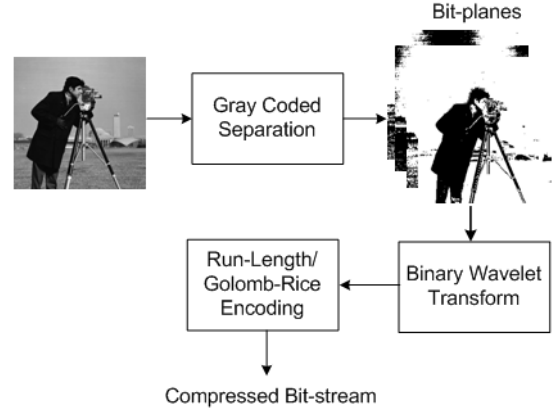 Bit-planes
Gray Coded
Separation
Binary Wavelet
Transform
Run-Length/
Golomb-Rice
Encoding
Compressed Bit-stream